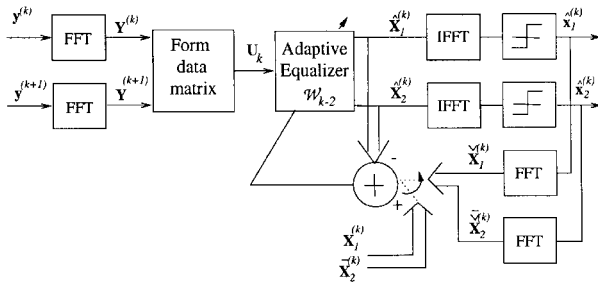 y^(k)
FFT
Y^(k)
y^(k+1)
FFT
Y^(k+1)
Form
data
matrix
U_k
Adaptive
Equalizer
W_k-2
X̂_1^(k)
IFFT
x̂_1^(k)
X̂_2^(k)
IFFT
x̂_2^(k)
-
+
+
X̌_1^(k)
FFT
X̌_2^(k)
FFT
X_1^(k)
X̄_2^(k)